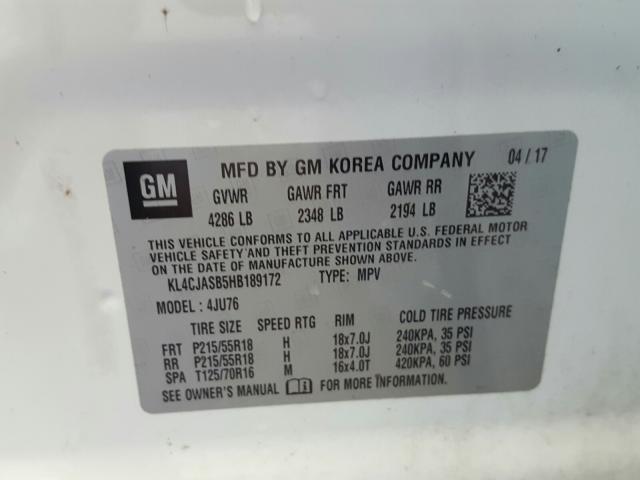 GM
MFD BY GM KOREA COMPANY 04 / 17
GVWR GAWR FRT GAWR RR
4286 LB 2348 LB 2194 LB
THIS VEHICLE CONFORMS TO ALL APPLICABLE U.S. FEDERAL MOTOR
VEHICLE SAFETY AND THEFT PREVENTION STANDARDS IN EFFECT
ON THE DATE OF MANUFACTURE SHOWN ABOVE.
KL4CJASB5HB189172 TYPE: MPV
MODEL : 4JU76
TIRE SIZE SPEED RTG RIM COLD TIRE PRESSURE
FRT P215/55R18 H 18x7.0J 240KPA, 35 PSI
RR P215/55R18 H 18x7.0J 240KPA, 35 PSI
SPA T125/70R16 M 16x4.0T 420KPA, 60 PSI
SEE OWNER'S MANUAL FOR MORE INFORMATION.